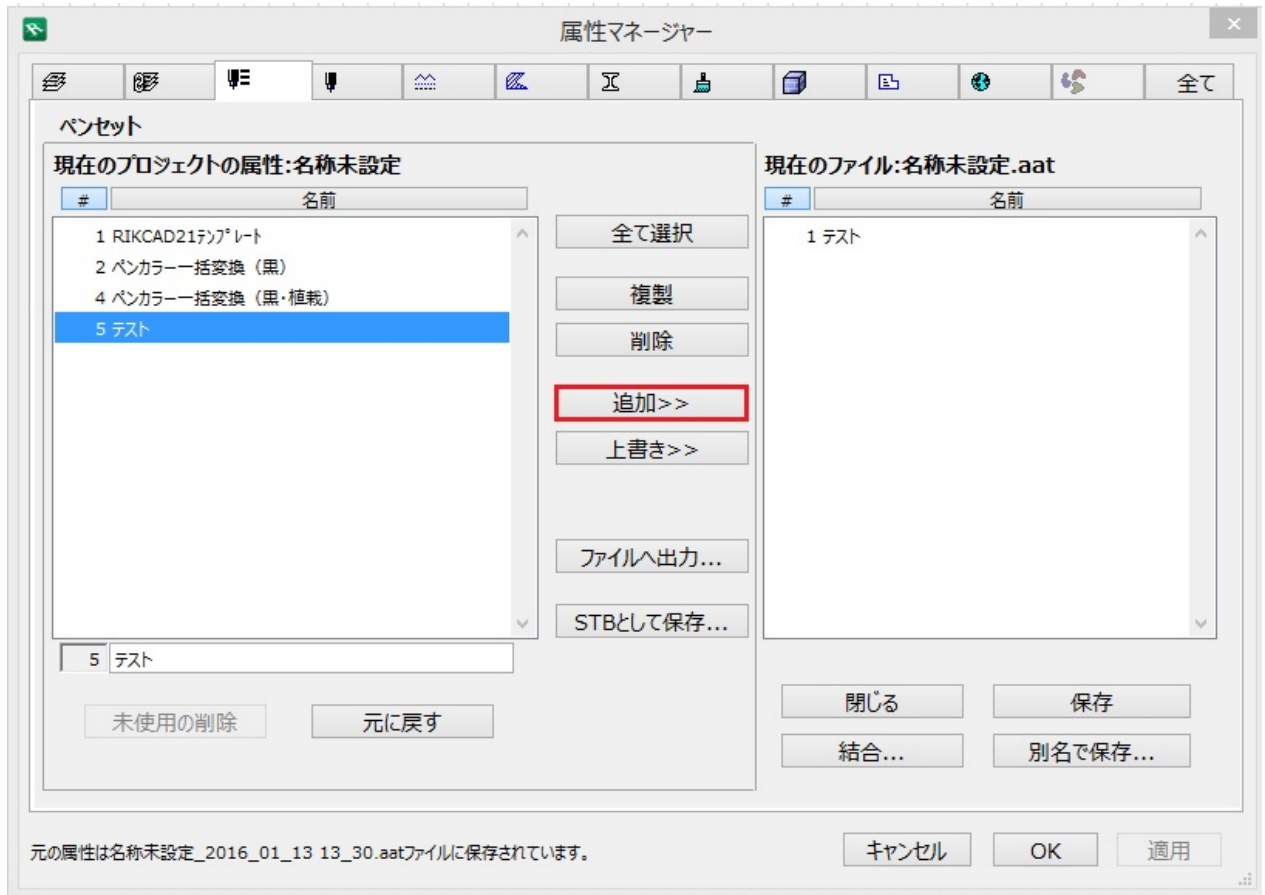 属性マネージャー
全て
ペンセット
現在のプロジェクトの属性:名称未設定
# 名前
1 RIKCAD21ﾃﾝﾌﾟﾚｰﾄ
2 ペンカラー一括変換（黒）
4 ペンカラー一括変換（黒・植栽）
5 テスト
5 テスト
未使用の削除
元に戻す
全て選択
複製
削除
追加>>
上書き>>
ファイルへ出力...
STBとして保存...
現在のファイル:名称未設定.aat
# 名前
1 テスト
閉じる
保存
結合...
別名で保存...
元の属性は名称未設定_2016_01_13 13_30.aatファイルに保存されています。
キャンセル
OK
適用